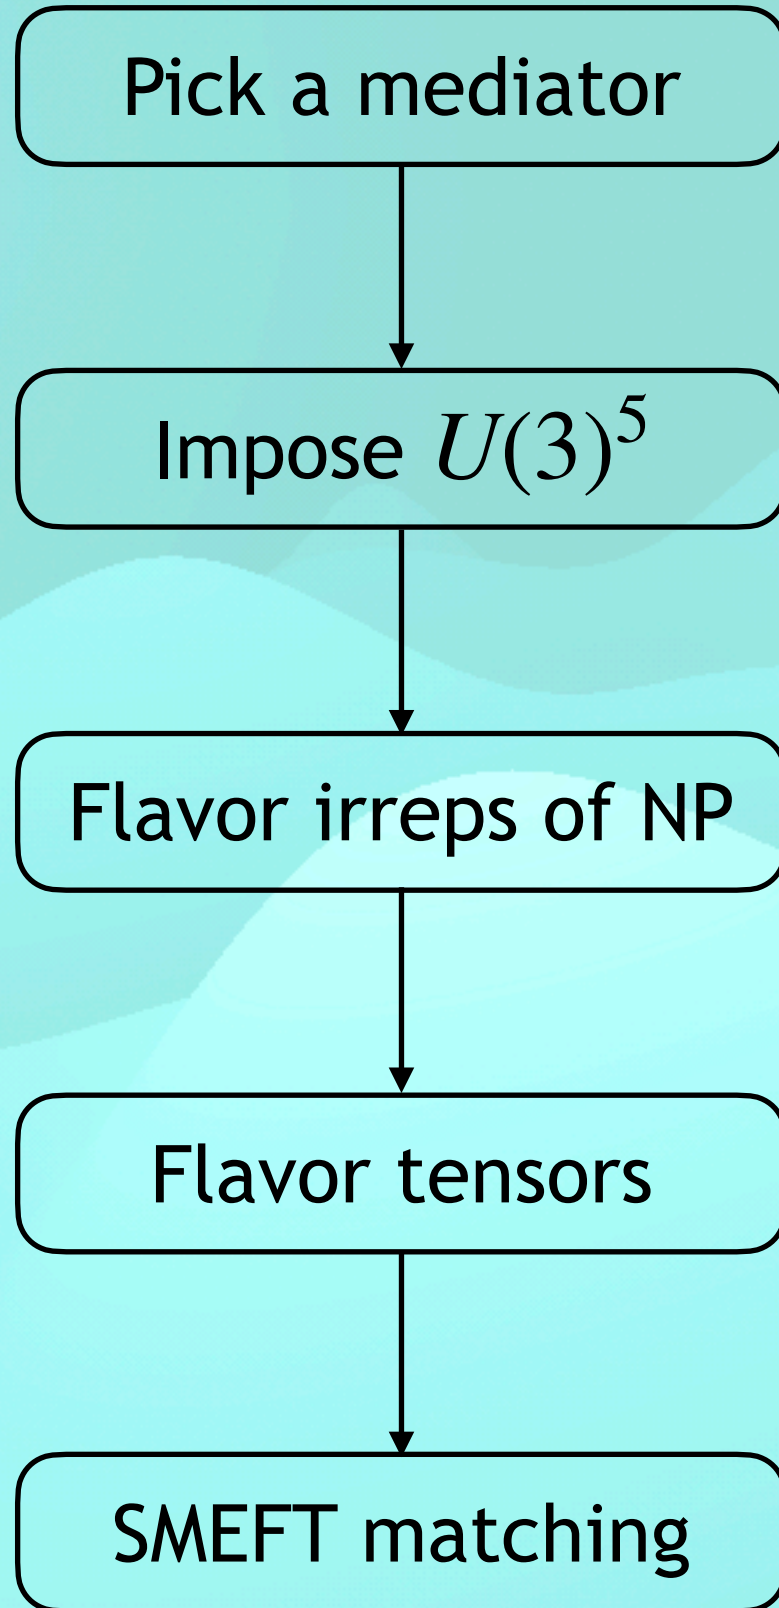 Pick a mediator
Impose U(3)⁵
Flavor irreps of NP
Flavor tensors
SMEFT matching